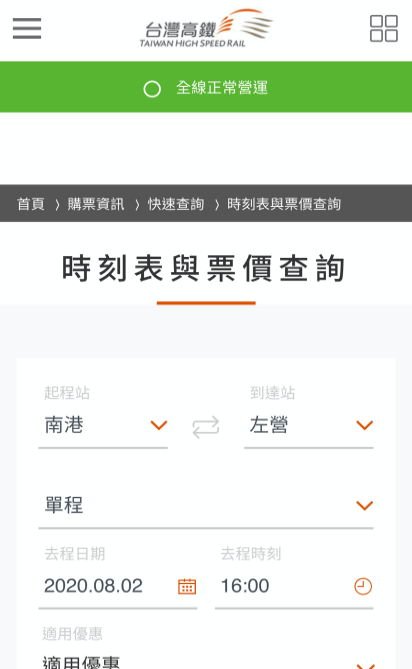 台灣高鐵
TAIWAN HIGH SPEED RAIL
全線正常營運
首頁 〉購票資訊 〉快速查詢 〉時刻表與票價查詢
時刻表與票價查詢
起程站 到達站
南港 左營
單程
去程日期 去程時刻
2020.08.02 16:00
適用優惠
適用優惠